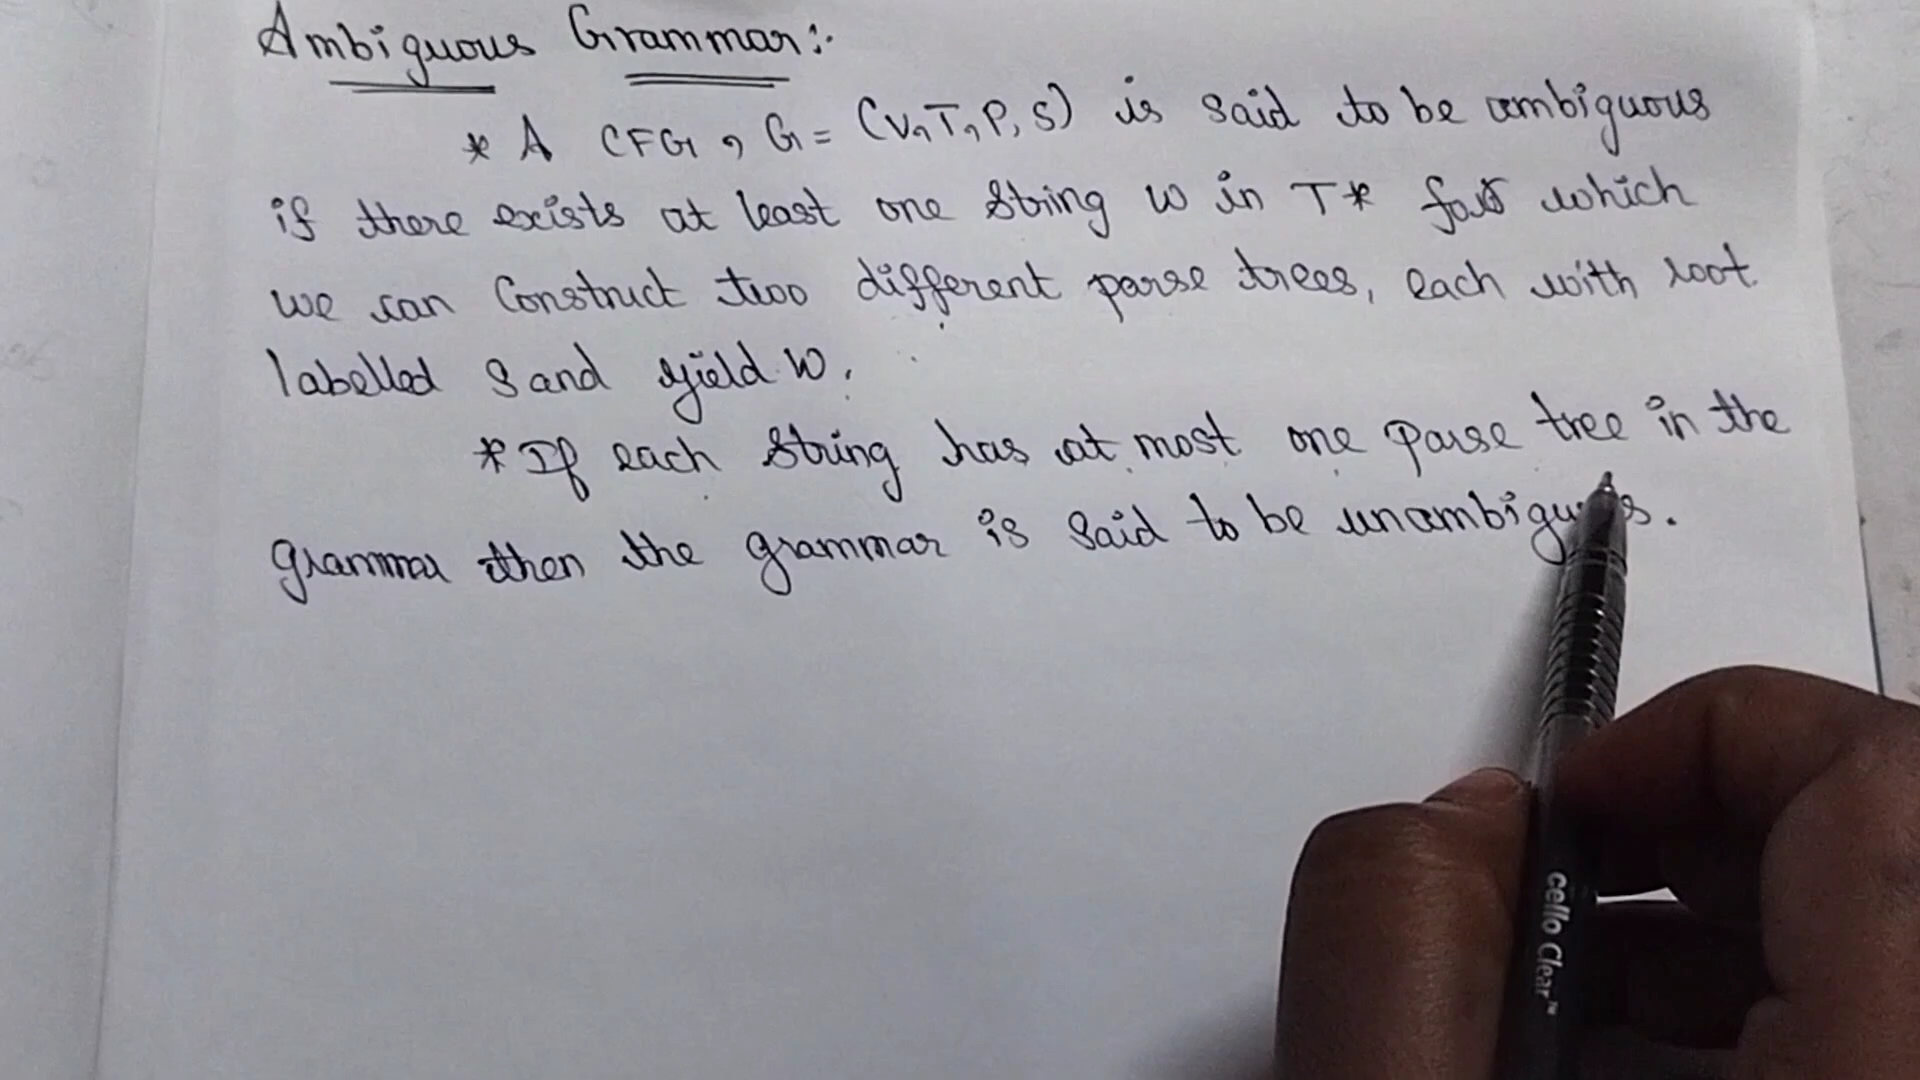 Ambiguous Grammar:-
* A CFG, G = (V, T, P, S) is said to be ambiguous
if there exists at least one string w in T* for which
we can construct two different parse trees, each with root
labelled S and yield w.
* If each string has at most one parse tree in the
grammar then the grammar is said to be unambiguous.
cello Clear™